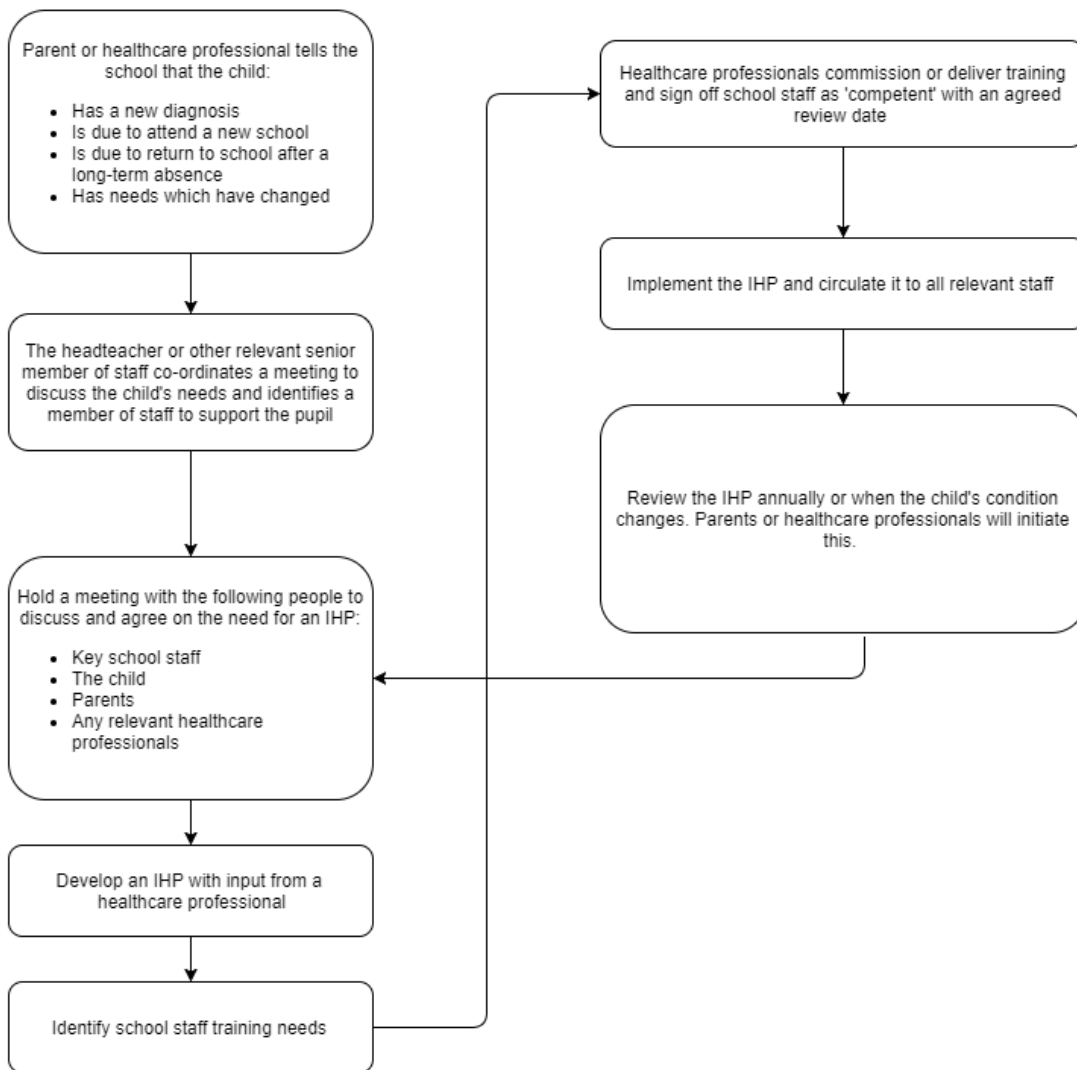 Parent or healthcare professional tells the
school that the child:
• Has a new diagnosis
• Is due to attend a new school
• Is due to return to school after a
long-term absence
• Has needs which have changed
The headteacher or other relevant senior
member of staff co-ordinates a meeting to
discuss the child's needs and identifies a
member of staff to support the pupil
Hold a meeting with the following people to
discuss and agree on the need for an IHP:
• Key school staff
• The child
• Parents
• Any relevant healthcare
professionals
Develop an IHP with input from a
healthcare professional
Identify school staff training needs
Healthcare professionals commission or deliver training
and sign off school staff as 'competent' with an agreed
review date
Implement the IHP and circulate it to all relevant staff
Review the IHP annually or when the child's condition
changes. Parents or healthcare professionals will initiate
this.